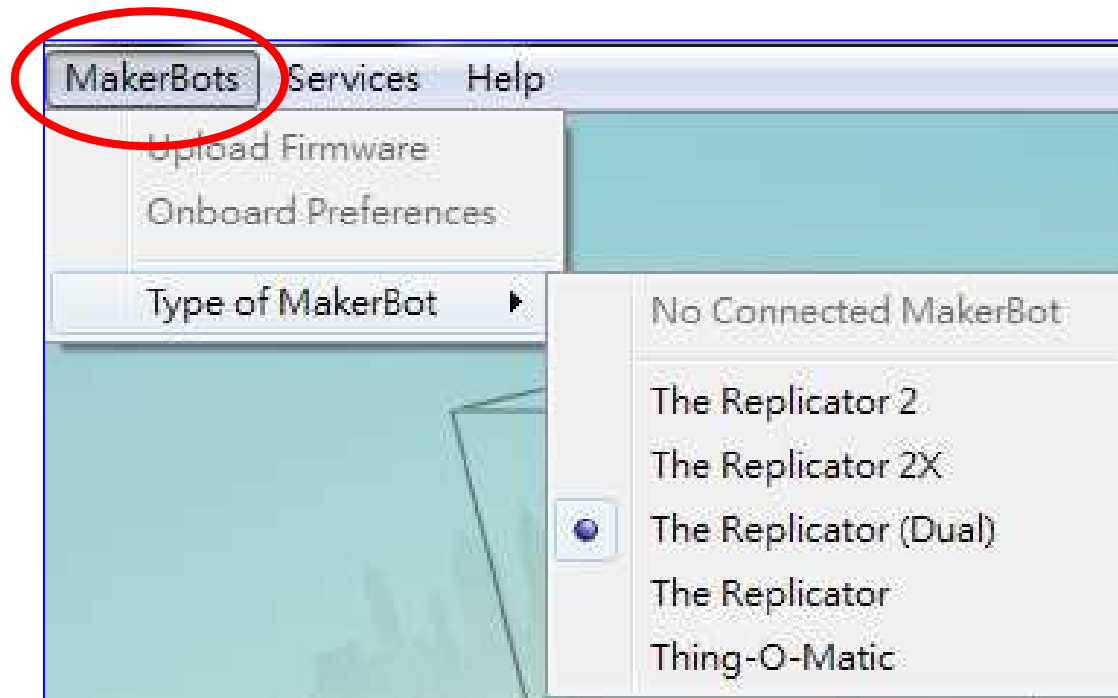 MakerBots Services Help
Upload Firmware
Onboard Preferences
Type of MakerBot
No Connected MakerBot
The Replicator 2
The Replicator 2X
The Replicator (Dual)
The Replicator
Thing-O-Matic